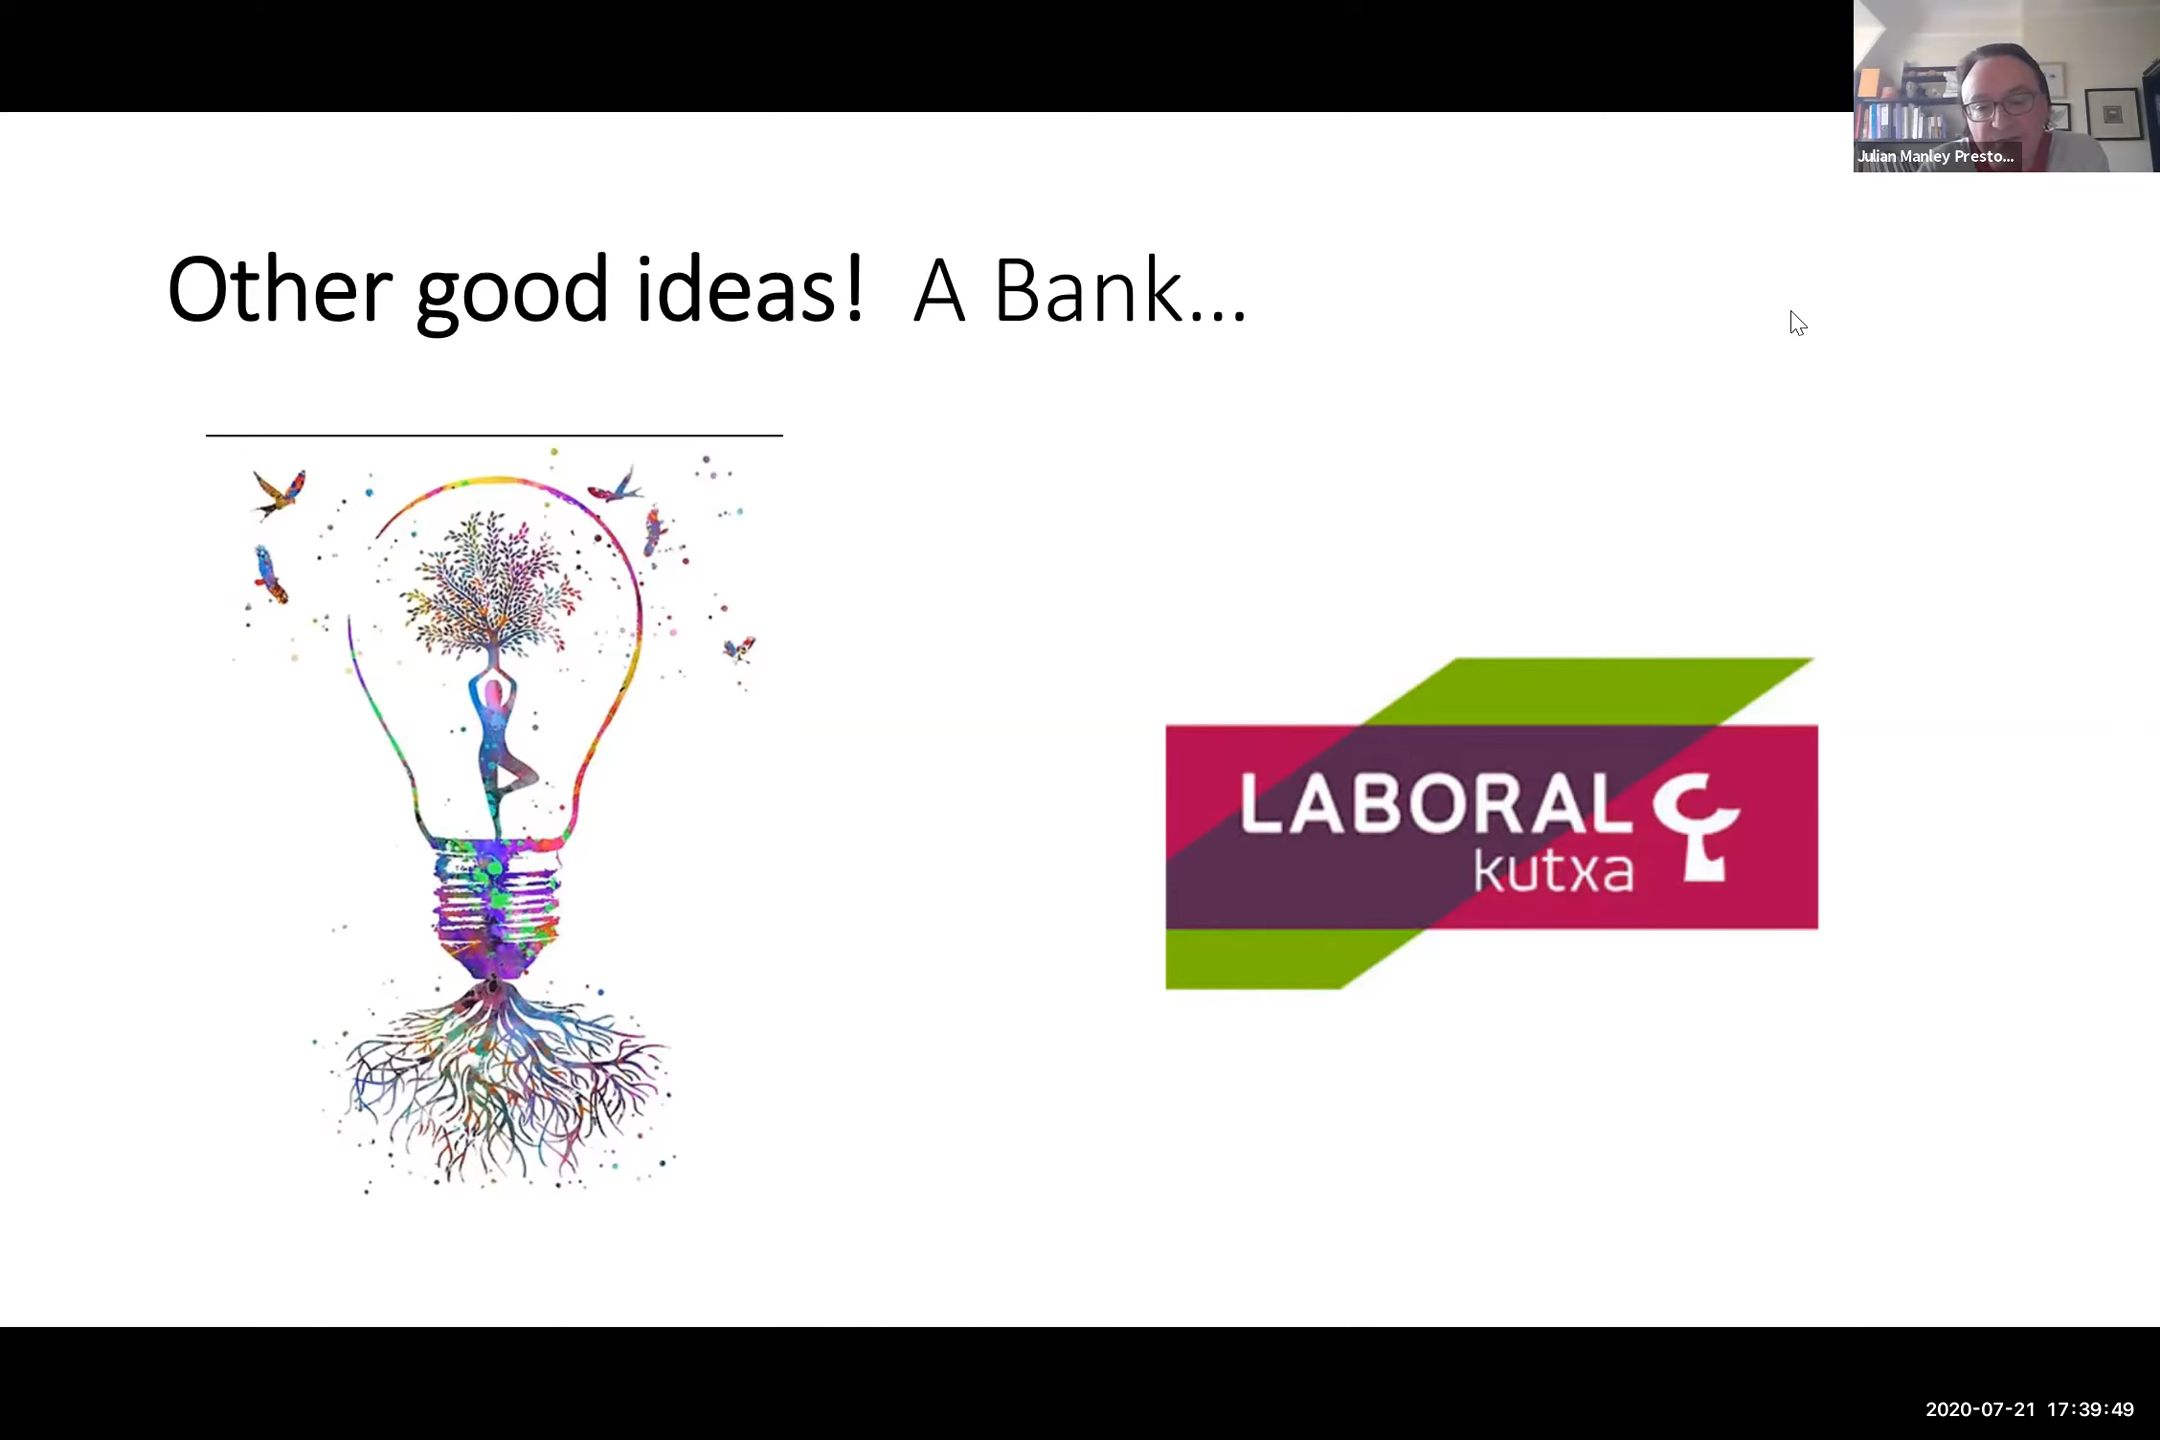 Julian Manley Presto...
Other good ideas!  A Bank...
LABORAL
kutxa
2020-07-21 17:39:49